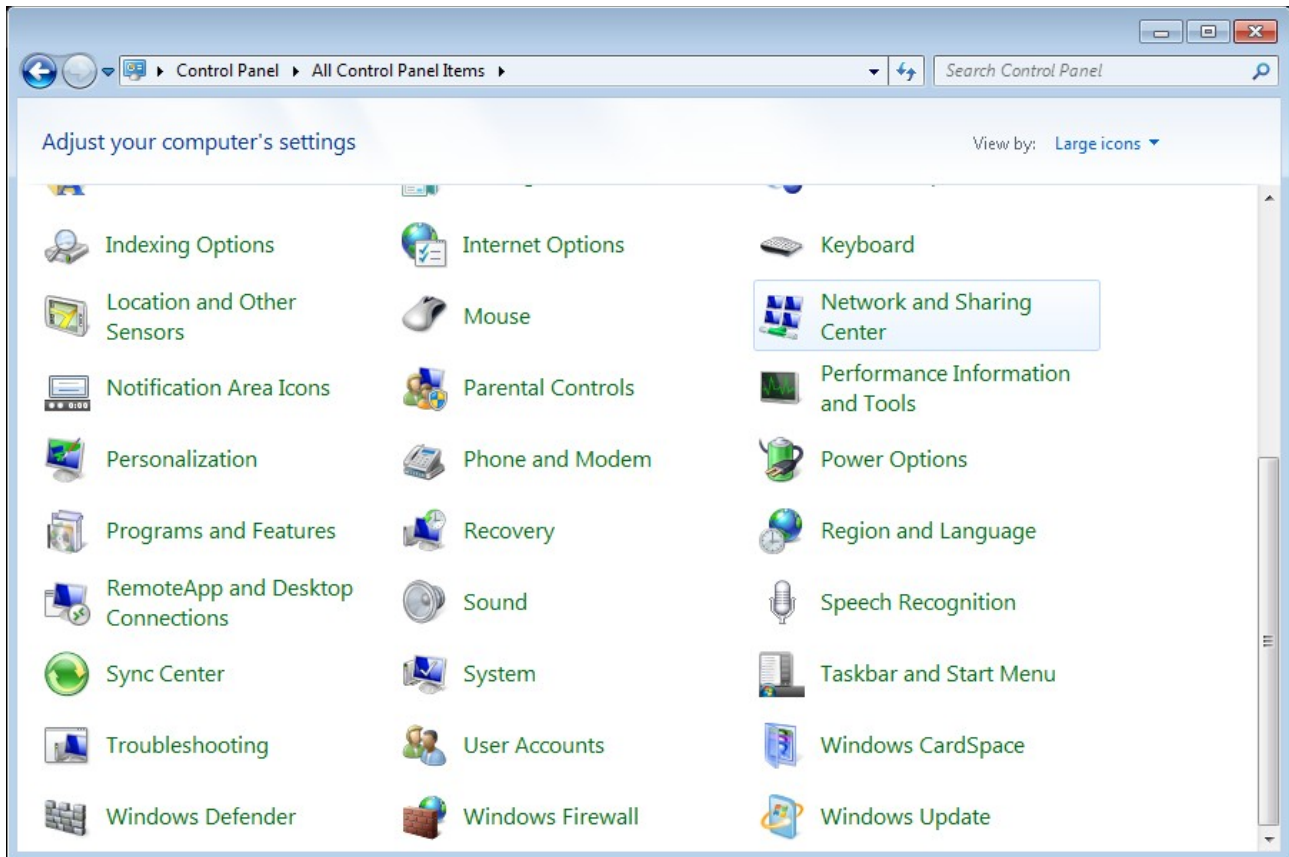 Control Panel ▸ All Control Panel Items ▸
Search Control Panel
Adjust your computer's settings
View by: Large icons
Indexing Options
Internet Options
Keyboard
Location and Other
Sensors
Mouse
Network and Sharing
Center
Notification Area Icons
Parental Controls
Performance Information
and Tools
Personalization
Phone and Modem
Power Options
Programs and Features
Recovery
Region and Language
RemoteApp and Desktop
Connections
Sound
Speech Recognition
Sync Center
System
Taskbar and Start Menu
Troubleshooting
User Accounts
Windows CardSpace
Windows Defender
Windows Firewall
Windows Update